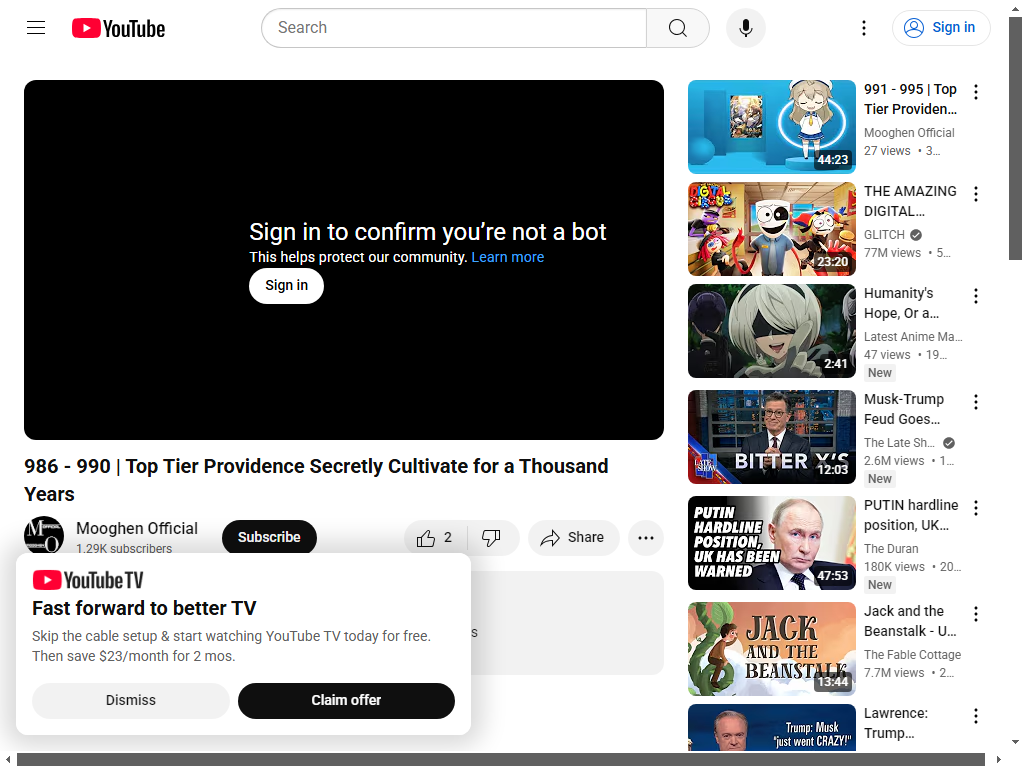 YouTube
Search
Sign in
Sign in to confirm you're not a bot
This helps protect our community. Learn more
Sign in
986 - 990 | Top Tier Providence Secretly Cultivate for a Thousand
Years
Mooghen Official
1.29K subscribers
Subscribe
2
Share
s
YouTube TV
Fast forward to better TV
Skip the cable setup & start watching YouTube TV today for free.
Then save $23/month for 2 mos.
Dismiss
Claim offer
44:23
991 - 995 | Top
Tier Providen...
Mooghen Official
27 views • 3...
DIGITAL
CIRCUS
23:20
THE AMAZING
DIGITAL...
GLITCH
77M views • 5...
2:41
Humanity's
Hope, Or a...
Latest Anime Ma...
47 views • 19...
New
LATE SHOW
BITTER X'S
12:03
Musk-Trump
Feud Goes...
The Late Sh...
2.6M views • 1...
New
PUTIN
HARDLINE
POSITION,
UK HAS BEEN
WARNED
47:53
PUTIN hardline
position, UK...
The Duran
180K views • 20...
New
JACK
AND THE
BEANSTALK
13:44
Jack and the
Beanstalk - U...
The Fable Cottage
7.7M views • 2...
Trump: Musk
"just went CRAZY!"
Lawrence:
Trump...